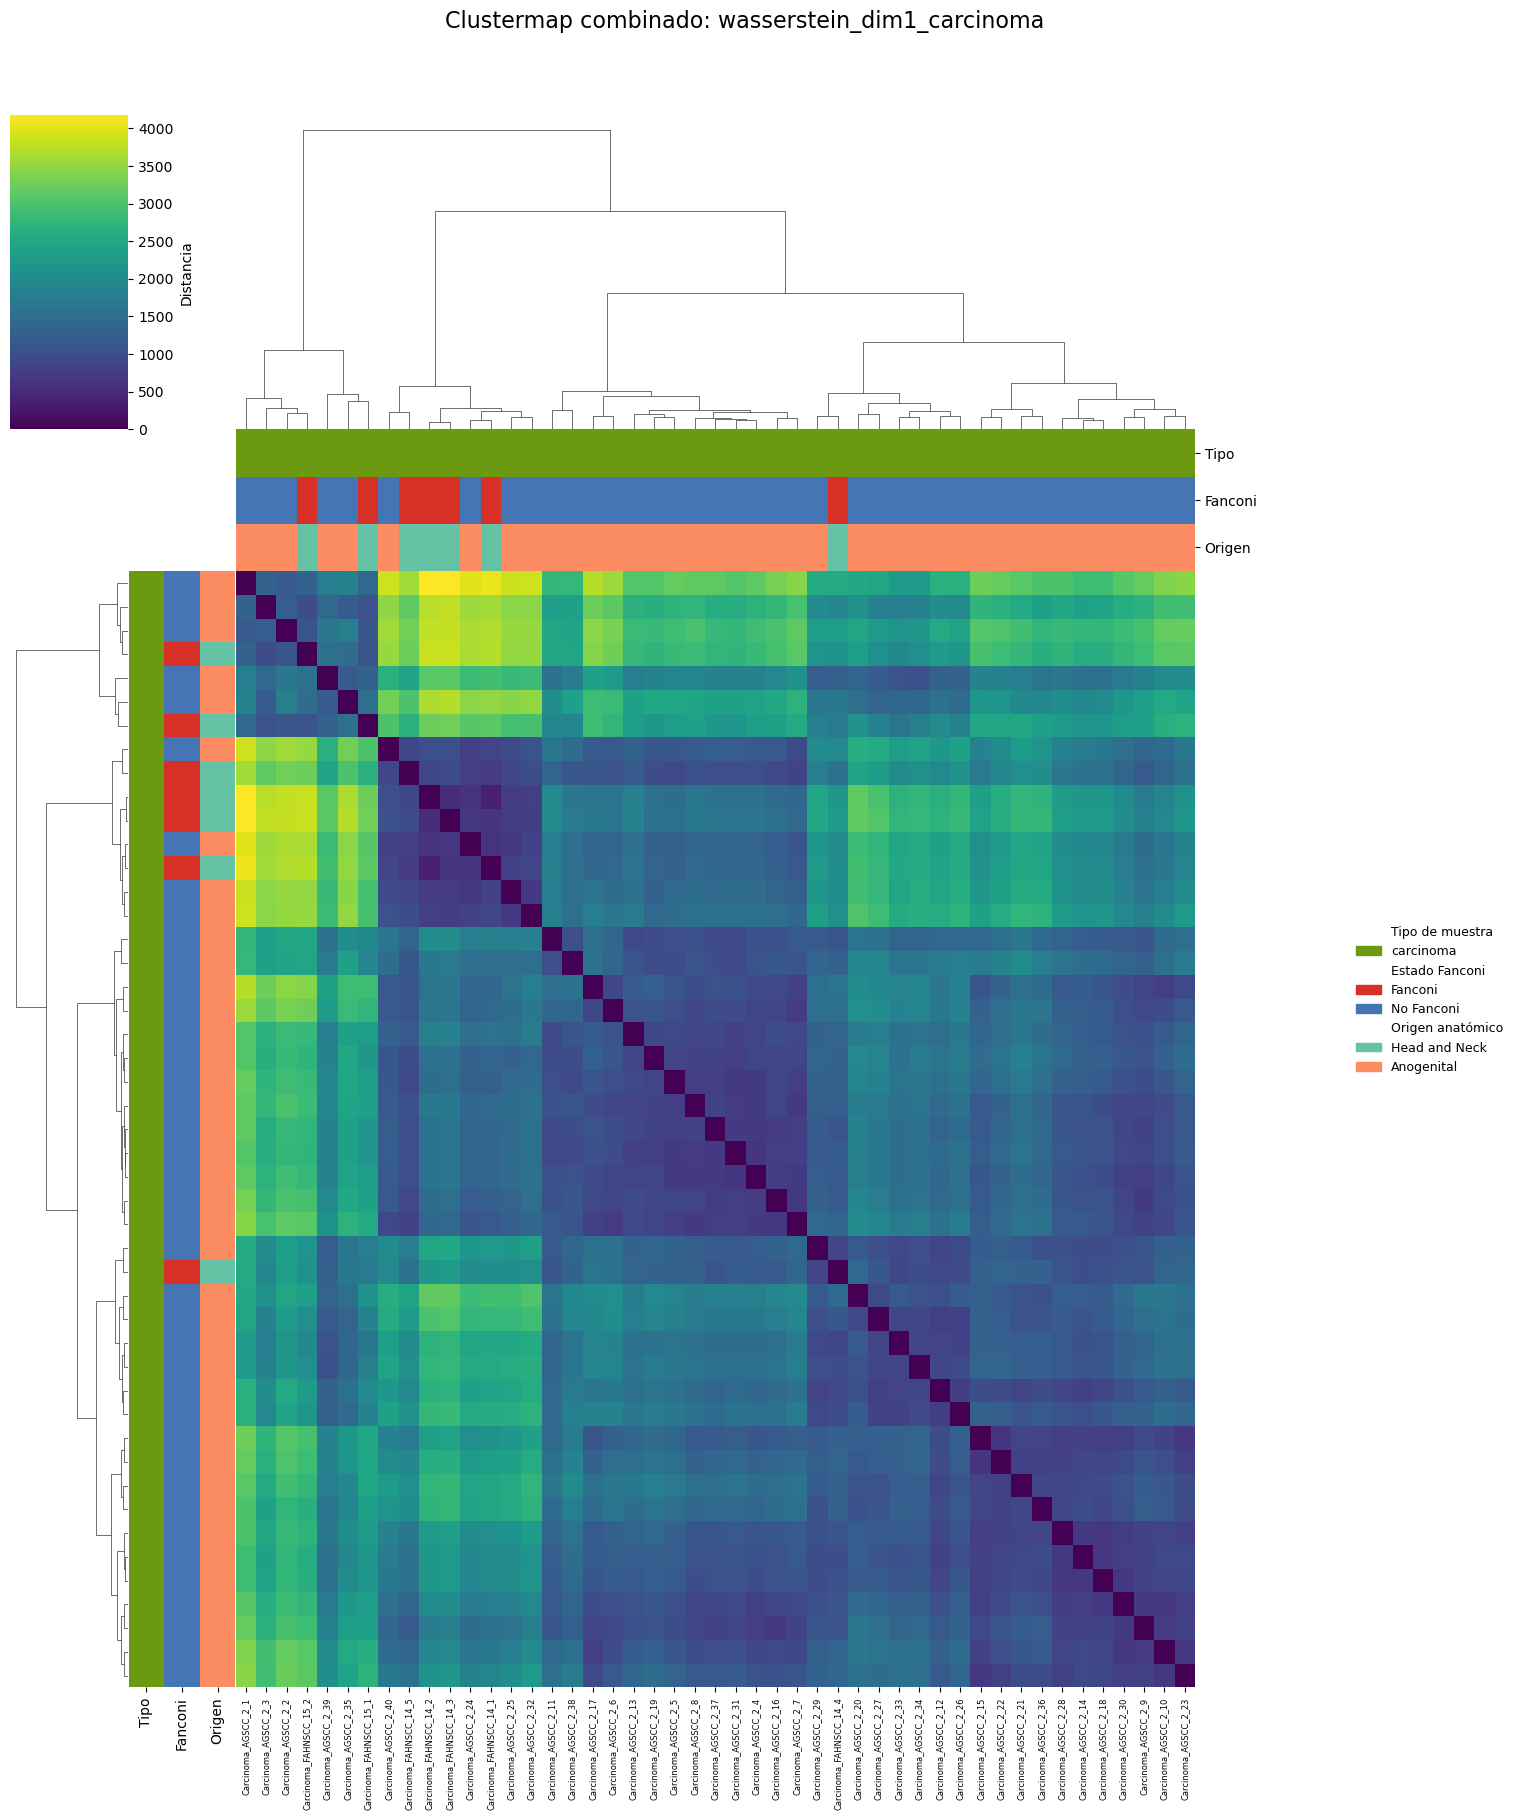 Clustermap combinado: wasserstein_dim1_carcinoma
4000
3500
3000
2500
2000
1500
1000
500
0
Distancia
Tipo
Fanconi
Origen
Tipo de muestra
carcinoma
Estado Fanconi
Fanconi
No Fanconi
Origen anatómico
Head and Neck
Anogenital
Tipo
Fanconi
Origen
Carcinoma_AGSCC_2_1
Carcinoma_AGSCC_2_3
Carcinoma_AGSCC_2_2
Carcinoma_FAHNSCC_15_2
Carcinoma_AGSCC_2_39
Carcinoma_AGSCC_2_35
Carcinoma_FAHNSCC_15_1
Carcinoma_AGSCC_2_40
Carcinoma_FAHNSCC_14_5
Carcinoma_FAHNSCC_14_2
Carcinoma_FAHNSCC_14_3
Carcinoma_AGSCC_2_24
Carcinoma_FAHNSCC_14_1
Carcinoma_AGSCC_2_25
Carcinoma_AGSCC_2_32
Carcinoma_AGSCC_2_11
Carcinoma_AGSCC_2_38
Carcinoma_AGSCC_2_17
Carcinoma_AGSCC_2_6
Carcinoma_AGSCC_2_13
Carcinoma_AGSCC_2_19
Carcinoma_AGSCC_2_5
Carcinoma_AGSCC_2_8
Carcinoma_AGSCC_2_37
Carcinoma_AGSCC_2_31
Carcinoma_AGSCC_2_4
Carcinoma_AGSCC_2_16
Carcinoma_AGSCC_2_7
Carcinoma_AGSCC_2_29
Carcinoma_FAHNSCC_14_4
Carcinoma_AGSCC_2_20
Carcinoma_AGSCC_2_27
Carcinoma_AGSCC_2_33
Carcinoma_AGSCC_2_34
Carcinoma_AGSCC_2_12
Carcinoma_AGSCC_2_26
Carcinoma_AGSCC_2_15
Carcinoma_AGSCC_2_22
Carcinoma_AGSCC_2_21
Carcinoma_AGSCC_2_36
Carcinoma_AGSCC_2_28
Carcinoma_AGSCC_2_14
Carcinoma_AGSCC_2_18
Carcinoma_AGSCC_2_30
Carcinoma_AGSCC_2_9
Carcinoma_AGSCC_2_10
Carcinoma_AGSCC_2_23